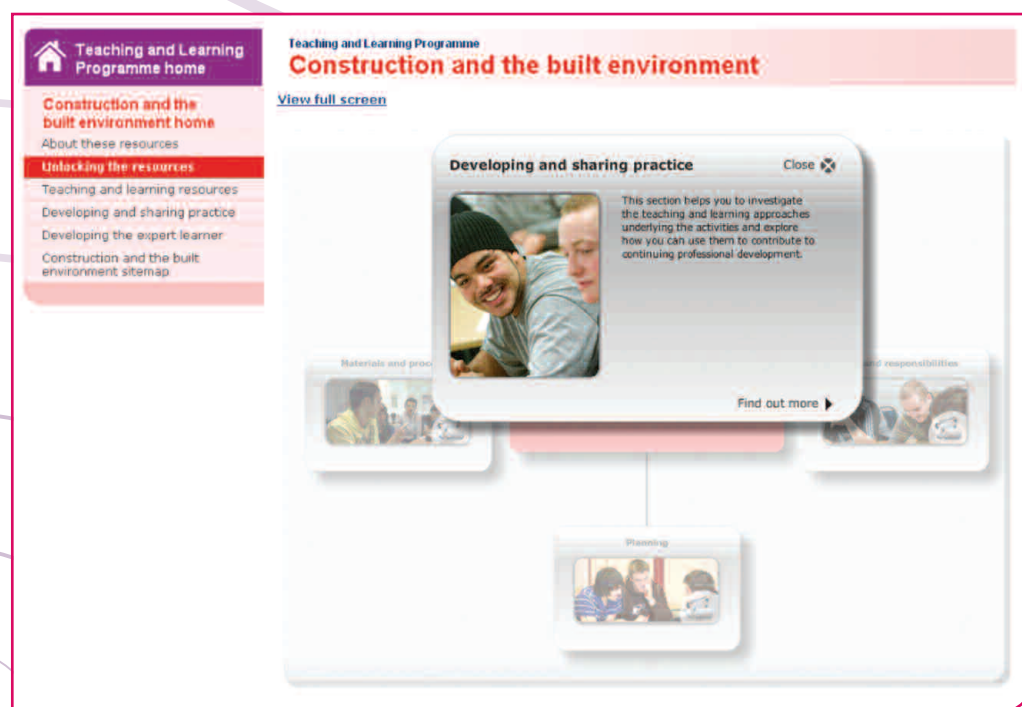 Teaching and Learning
Programme home
Construction and the
built environment home
About these resources
Unlocking the resources
Teaching and learning resources
Developing and sharing practice
Developing the expert learner
Construction and the built
environment sitemap
Teaching and Learning Programme
Construction and the built environment
View full screen
Developing and sharing practice
Close
This section helps you to investigate
the teaching and learning approaches
underlying the activities and explore
how you can use them to contribute to
continuing professional development.
Find out more
Materials and proc
and responsibilities
Planning